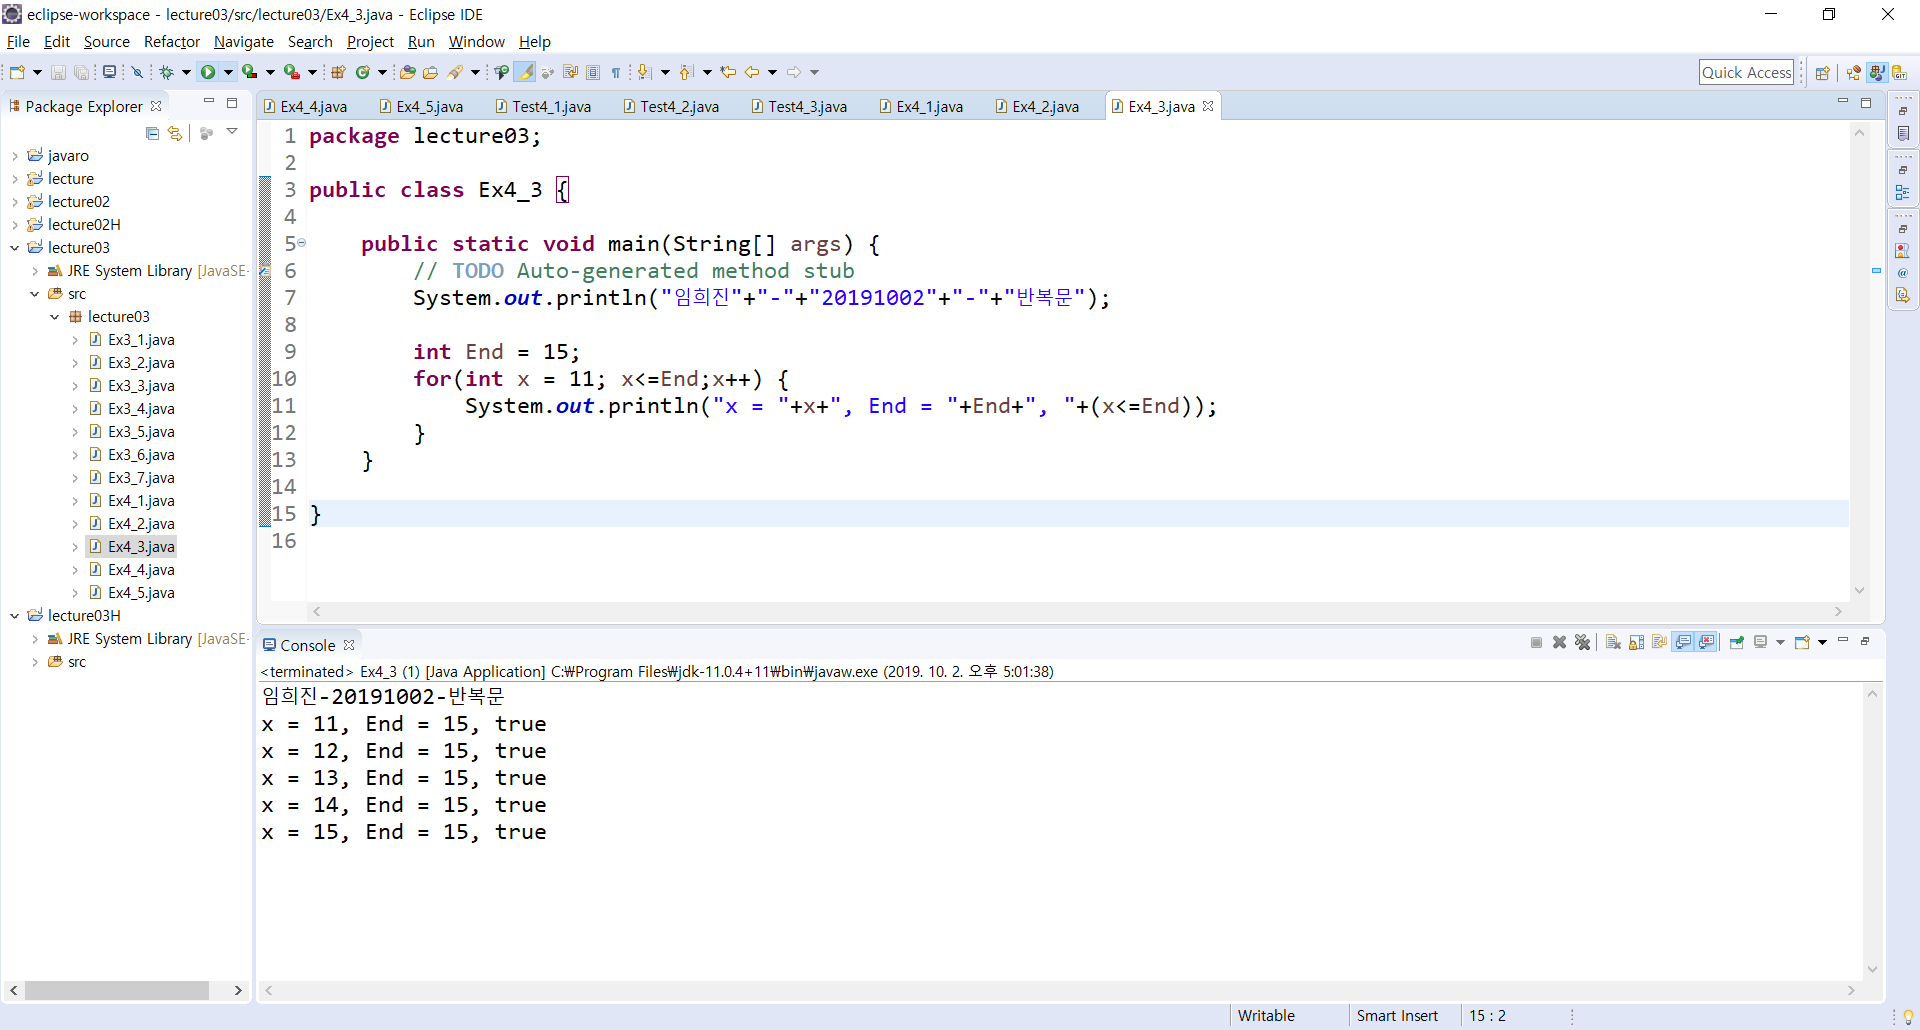 eclipse-workspace - lecture03/src/lecture03/Ex4_3.java - Eclipse IDE
File Edit Source Refactor Navigate Search Project Run Window Help
Quick Access
Package Explorer
javaro
lecture
lecture02
lecture02H
lecture03
JRE System Library [JavaSE-
src
lecture03
Ex3_1.java
Ex3_2.java
Ex3_3.java
Ex3_4.java
Ex3_5.java
Ex3_6.java
Ex3_7.java
Ex4_1.java
Ex4_2.java
Ex4_3.java
Ex4_4.java
Ex4_5.java
lecture03H
JRE System Library [JavaSE-
src
Ex4_4.java Ex4_5.java Test4_1.java Test4_2.java Test4_3.java Ex4_1.java Ex4_2.java Ex4_3.java
1 package lecture03;
2
3 public class Ex4_3 {
4
5 public static void main(String[] args) {
6 // TODO Auto-generated method stub
7 System.out.println("임희진"+"-"+"20191002"+"-"+"반복문");
8
9 int End = 15;
10 for(int x = 11; x<=End;x++) {
11 System.out.println("x = "+x+", End = "+End+", "+(x<=End));
12 }
13 }
14
15 }
16
Console
<terminated> Ex4_3 (1) [Java Application] C:₩Program Files₩jdk-11.0.4+11₩bin₩javaw.exe (2019. 10. 2. 오후 5:01:38)
임희진-20191002-반복문
x = 11, End = 15, true
x = 12, End = 15, true
x = 13, End = 15, true
x = 14, End = 15, true
x = 15, End = 15, true
Writable Smart Insert 15 : 2